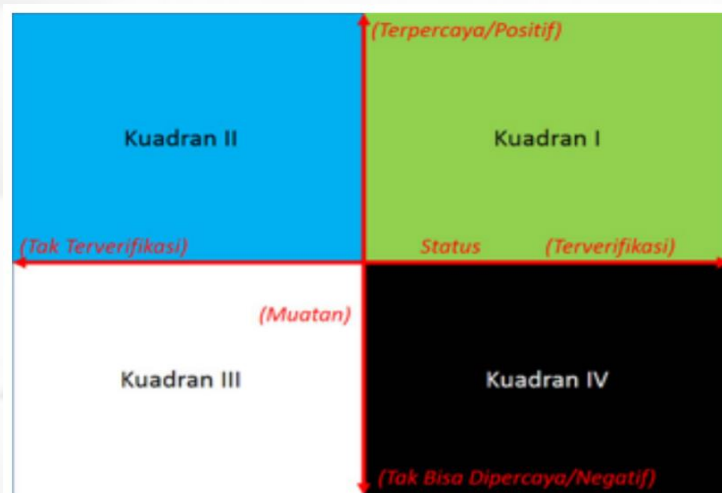 (Terpercaya/Positif)
Kuadran II
Kuadran I
(Tak Terverifikasi)
Status
(Terverifikasi)
(Muatan)
Kuadran III
Kuadran IV
(Tak Bisa Dipercaya/Negatif)